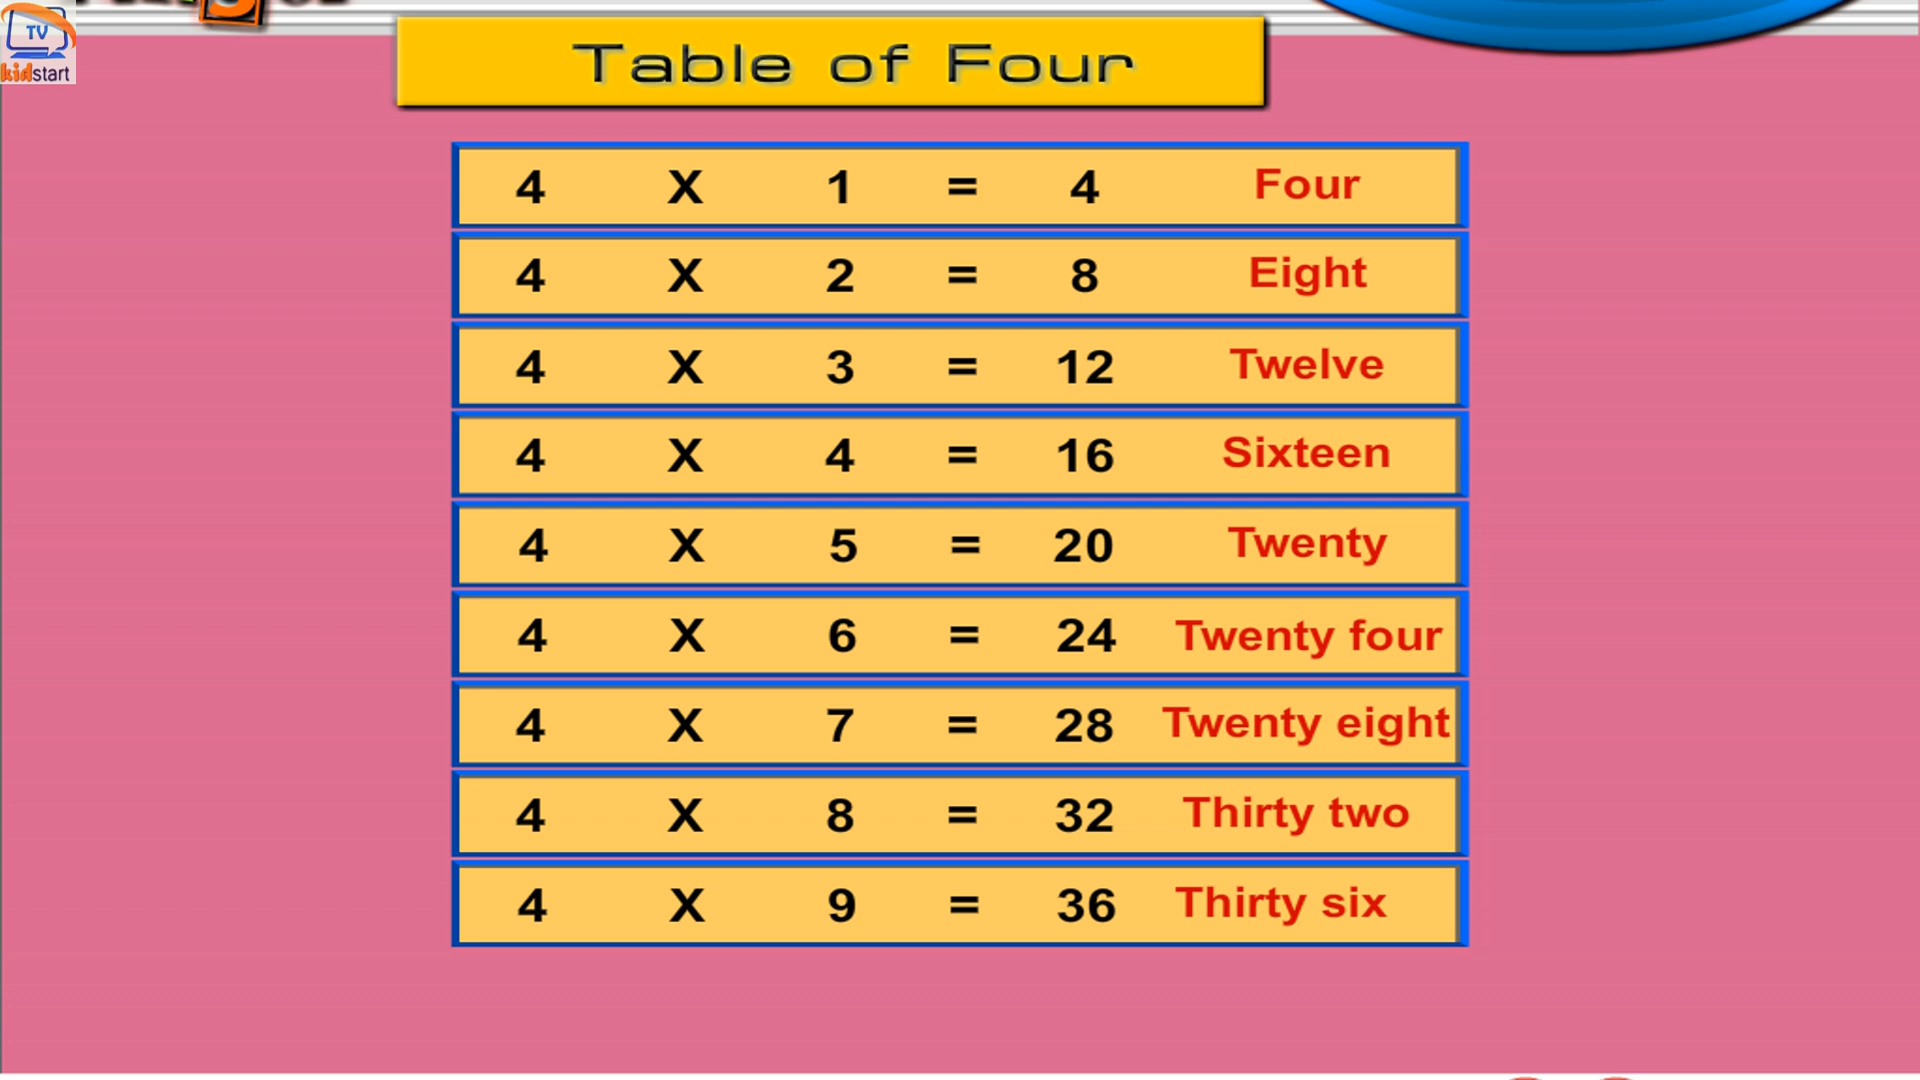 TV
kidstart
Table of Four
4 X 1 = 4 Four
4 X 2 = 8 Eight
4 X 3 = 12 Twelve
4 X 4 = 16 Sixteen
4 X 5 = 20 Twenty
4 X 6 = 24 Twenty four
4 X 7 = 28 Twenty eight
4 X 8 = 32 Thirty two
4 X 9 = 36 Thirty six